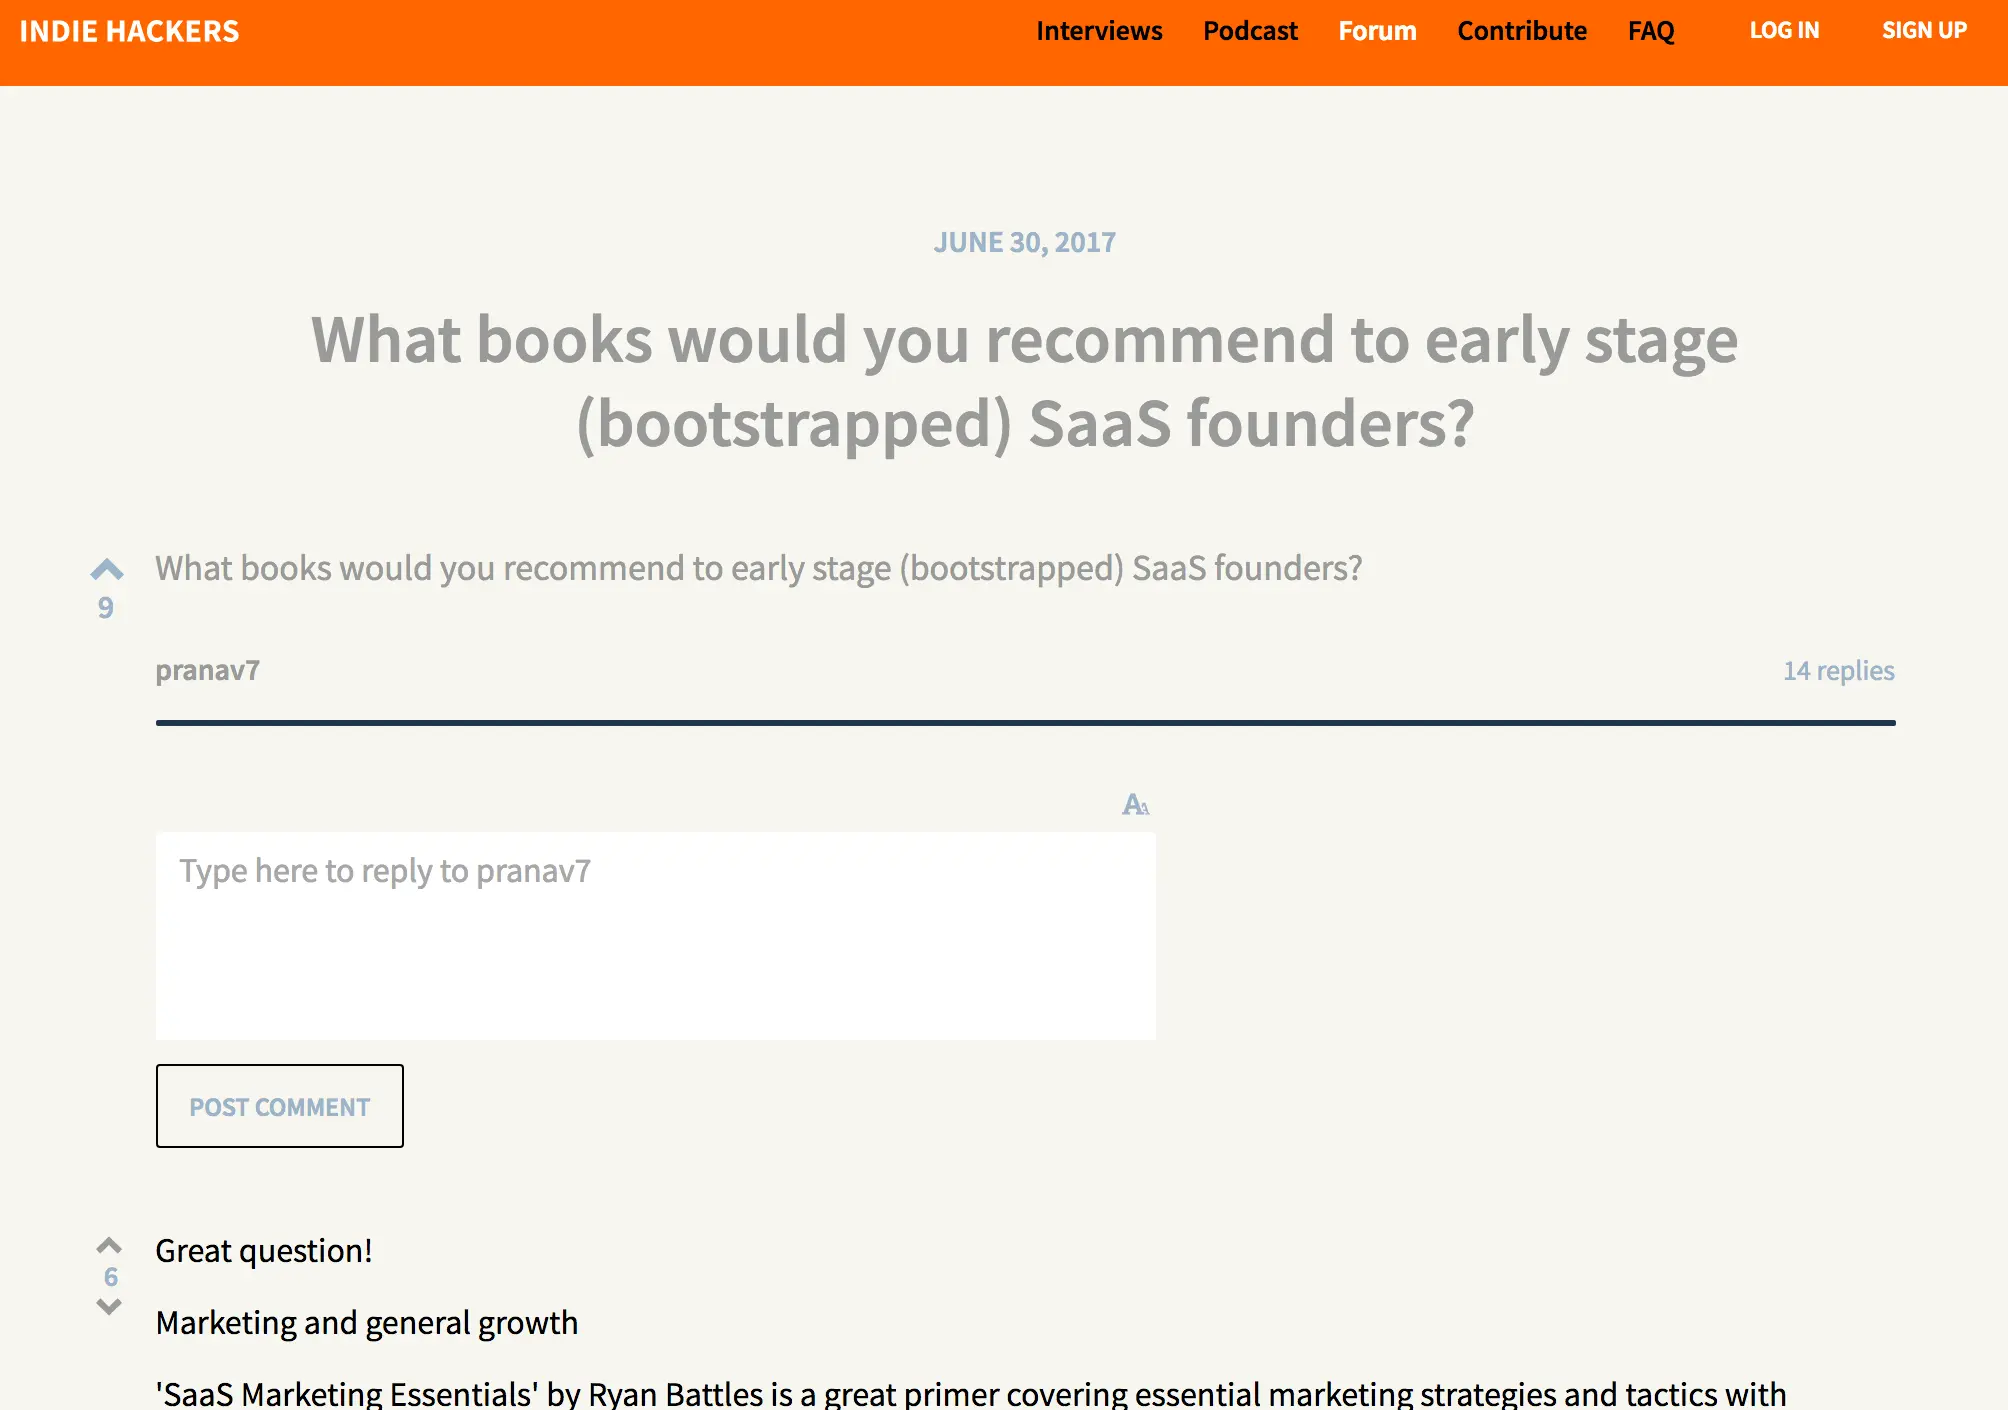 INDIE HACKERS
Interviews Podcast Forum Contribute FAQ LOG IN SIGN UP
JUNE 30, 2017
What books would you recommend to early stage
(bootstrapped) SaaS founders?
What books would you recommend to early stage (bootstrapped) SaaS founders?
9
pranav7
14 replies
AA
Type here to reply to pranav7
POST COMMENT
Great question!
6
Marketing and general growth
'SaaS Marketing Essentials' by Ryan Battles is a great primer covering essential marketing strategies and tactics with